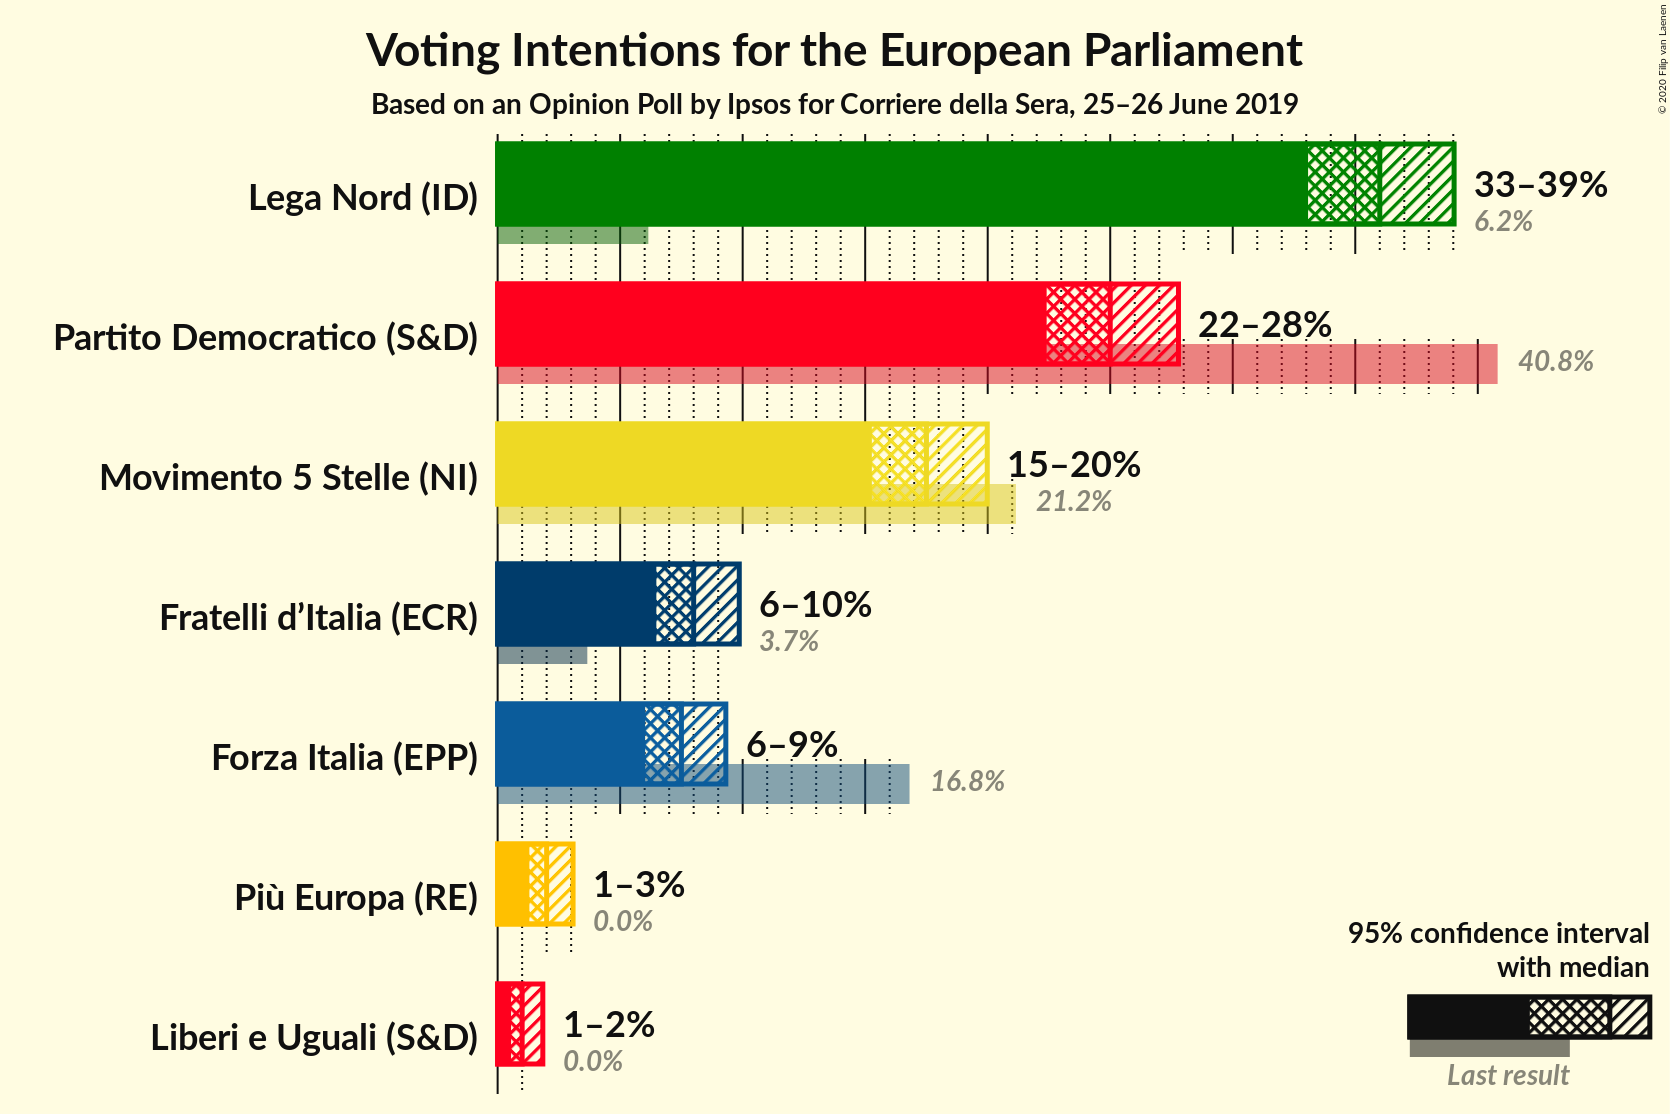 Voting Intentions for the European Parliament
Based on an Opinion Poll by Ipsos for Corriere della Sera, 25–26 June 2019
© 2020 Filip van Laenen
Lega Nord (ID)
33–39%
6.2%
Partito Democratico (S&D)
22–28%
40.8%
Movimento 5 Stelle (NI)
15–20%
21.2%
Fratelli d’Italia (ECR)
6–10%
3.7%
Forza Italia (EPP)
6–9%
16.8%
Più Europa (RE)
1–3%
0.0%
Liberi e Uguali (S&D)
1–2%
0.0%
95% confidence interval
with median
Last result